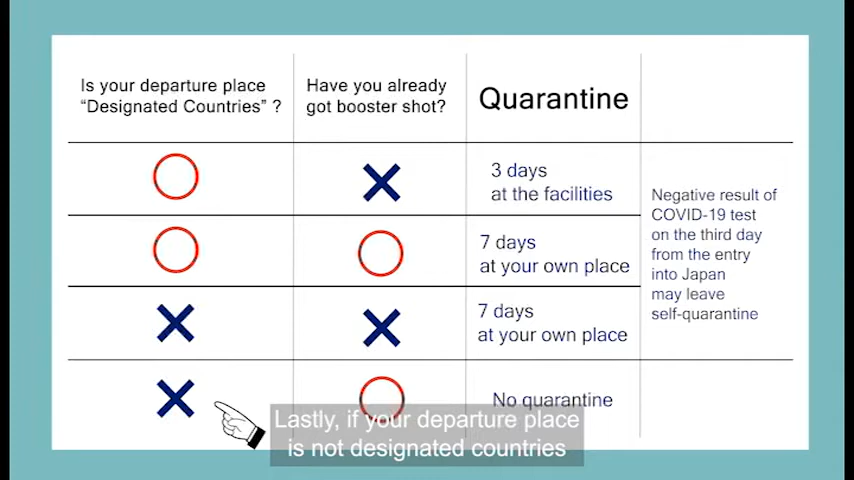 Is your departure place
“Designated Countries” ?
Have you already
got booster shot?
Quarantine
3 days
at the facilities
7 days
at your own place
7 days
at your own place
Negative result of
COVID-19 test
on the third day
from the entry
into Japan
may leave
self-quarantine
No quarantine
Lastly, if your departure place
is not designated countries